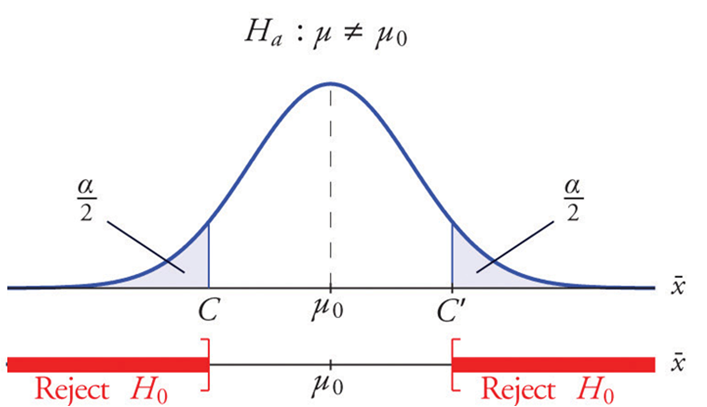 Hₐ : μ ≠ μ₀
α/2 α/2
x̄
C μ₀ C'
x̄
Reject H₀ μ₀ Reject H₀